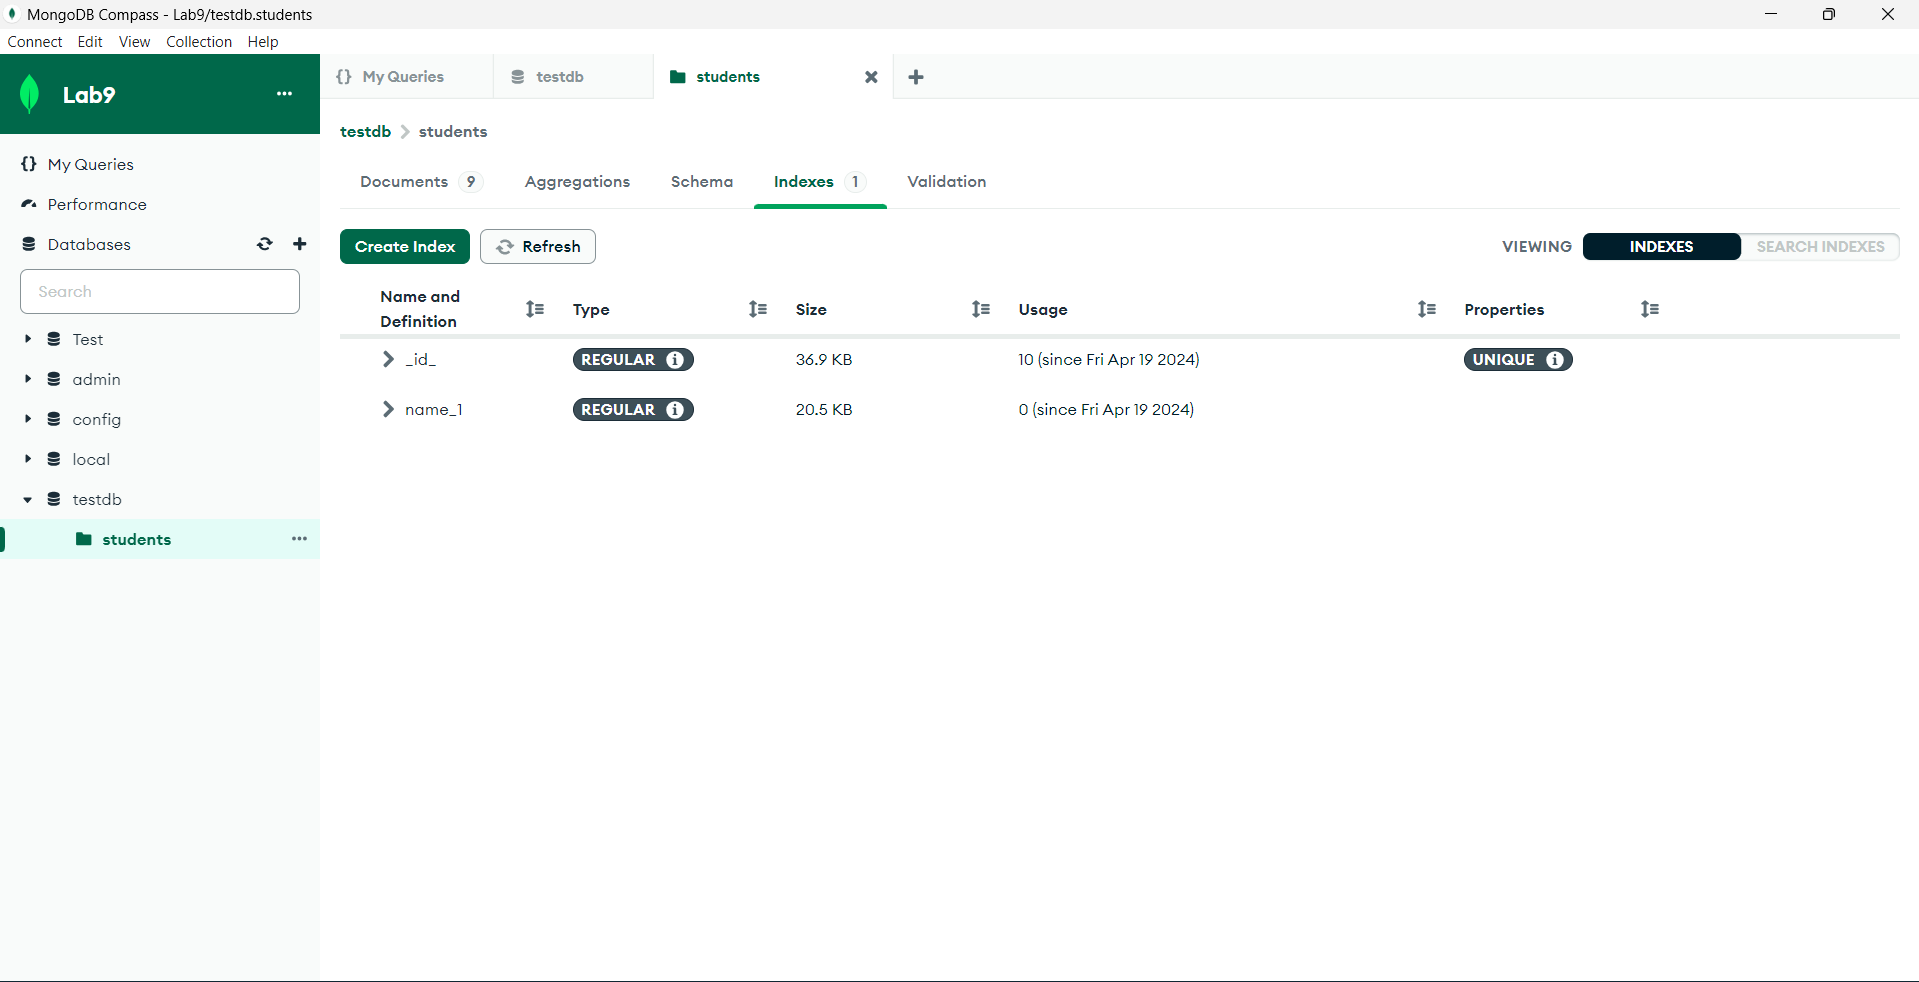 MongoDB Compass - Lab9/testdb.students
Connect Edit View Collection Help
Lab9
My Queries
Performance
Databases
Search
Test
admin
config
local
testdb
students
{} My Queries
testdb
students
testdb > students
Documents 9 Aggregations Schema Indexes 1 Validation
Create Index Refresh
VIEWING INDEXES SEARCH INDEXES
Name and
Definition
Type Size Usage Properties
_id_ REGULAR 36.9 KB 10 (since Fri Apr 19 2024) UNIQUE
name_1 REGULAR 20.5 KB 0 (since Fri Apr 19 2024)